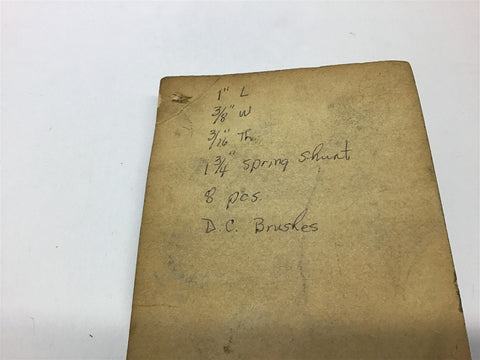 1" L
3/8" W
3/16" Th.
1 3/4" Spring Shunt
8 pcs.
D.C. Brushes